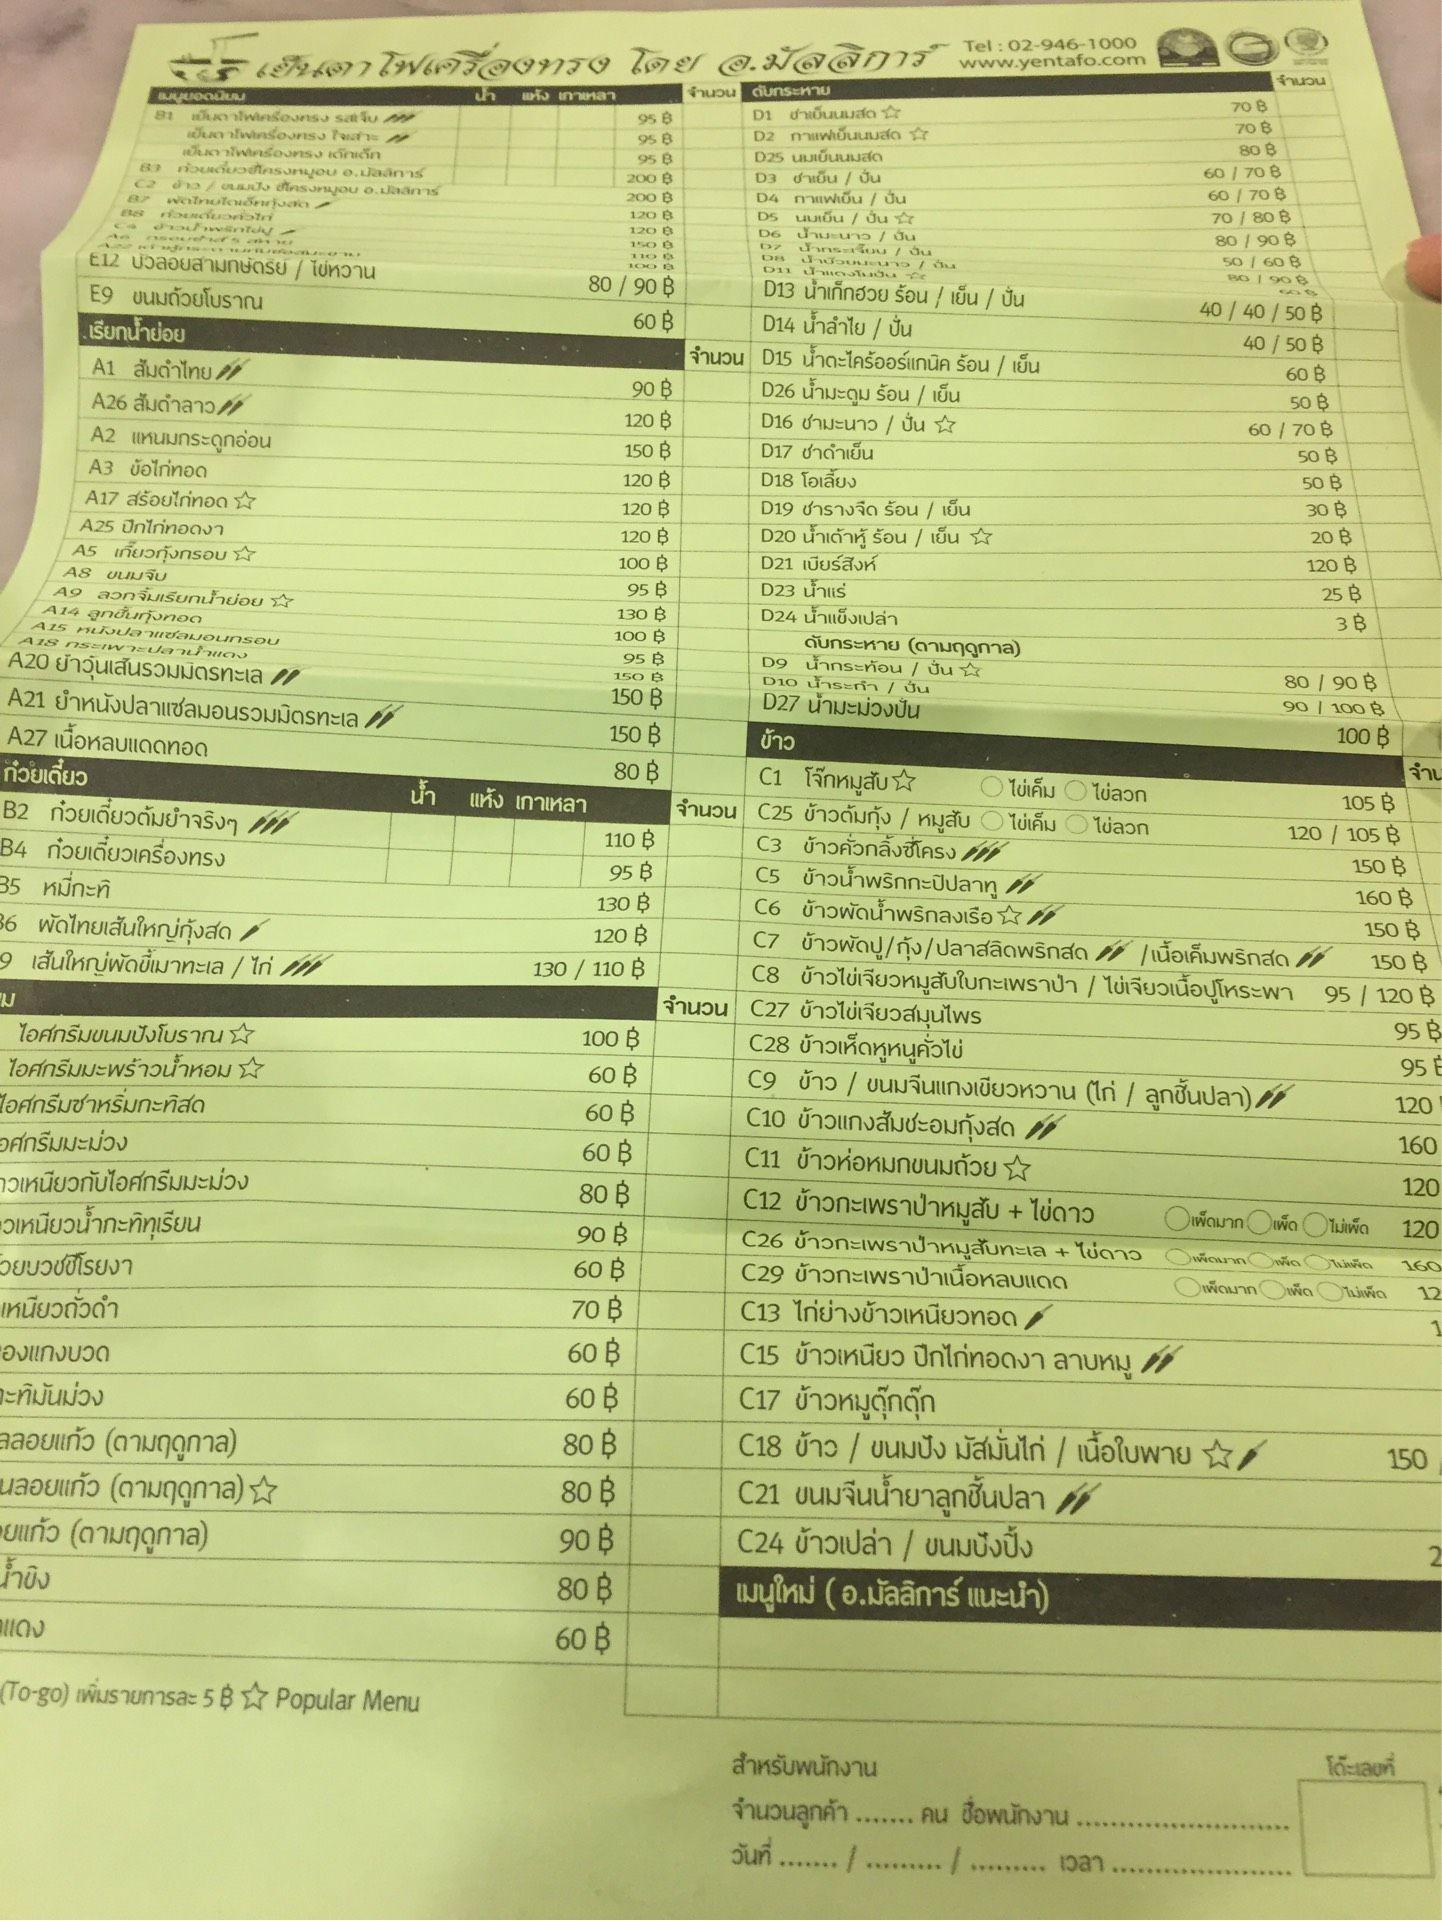 เย็นตาโฟเครื่องทรง โดย อ.มัลลิการ์
Tel : 02-946-1000
www.yentafo.com
เมนูยอดนิยม น้ำ แห้ง เกาเหลา จำนวน
B1 เย็นตาโฟเครื่องทรง รสเจ็บ 95 ฿
เย็นตาโฟเครื่องทรง ใจเสาะ 95 ฿
เย็นตาโฟเครื่องทรง เด๊กเด็ก 95 ฿
B3 ก๋วยเตี๋ยวซี่โครงหมูอบ อ.มัลลิการ์ 200 ฿
C2 ข้าว / ขนมปัง ซี่โครงหมูอบ อ.มัลลิการ์ 200 ฿
B7 ผัดไทยไดเอ็ทกุ้งสด 120 ฿
B8 ก๋วยเตี๋ยวคั่วไก่ 120 ฿
C4 ข้าวน้ำพริกไข่ปู 150 ฿
A6 110 ฿
A22 100 ฿
E12 บัวลอยสามกษัตริย์ / ไข่หวาน 80 / 90 ฿
E9 ขนมถ้วยโบราณ 60 ฿
เรียกน้ำย่อย จำนวน
A1 ส้มตำไทย 90 ฿
A26 ส้มตำลาว 120 ฿
A2 แหนมกระดูกอ่อน 150 ฿
A3 ข้อไก่ทอด 120 ฿
A17 สร้อยไก่ทอด ☆ 120 ฿
A25 ปีกไก่ทอดงา 120 ฿
A5 เกี๊ยวกุ้งกรอบ ☆ 100 ฿
A8 ขนมจีบ 95 ฿
A9 ลวกจิ้มเรียกน้ำย่อย ☆ 130 ฿
A14 ลูกชิ้นกุ้งทอด 100 ฿
A15 หนังปลาแซลมอนกรอบ 95 ฿
A18 กระเพาะปลาน้ำแดง 150 ฿
A20 ยำวุ้นเส้นรวมมิตรทะเล 150 ฿
A21 ยำหนังปลาแซลมอนรวมมิตรทะเล 150 ฿
A27 เนื้อหลบแดดทอด 80 ฿
ก๋วยเตี๋ยว น้ำ แห้ง เกาเหลา จำนวน
B2 ก๋วยเตี๋ยวต้มยำจริงๆ 110 ฿
B4 ก๋วยเตี๋ยวเครื่องทรง 95 ฿
B5 หมี่กะทิ 130 ฿
B6 ผัดไทยเส้นใหญ่กุ้งสด 120 ฿
9 เส้นใหญ่ผัดขี้เมาทะเล / ไก่ 130 / 110 ฿
จำนวน
ไอศกรีมขนมปังโบราณ ☆ 100 ฿
ไอศกรีมมะพร้าวน้ำหอม ☆ 60 ฿
ไอศกรีมซาหริ่มกะทิสด 60 ฿
อศกรีมมะม่วง 60 ฿
าวเหนียวกับไอศกรีมมะม่วง 80 ฿
วเหนียวน้ำกะทิทุเรียน 90 ฿
้วยบวชชีโรยงา 60 ฿
เหนียวถั่วดำ 70 ฿
องแกงบวด 60 ฿
ะทิมันม่วง 60 ฿
ลลอยแก้ว (ตามฤดูกาล) 80 ฿
นลอยแก้ว (ตามฤดูกาล) ☆ 80 ฿
ยแก้ว (ตามฤดูกาล) 90 ฿
น้ำขิง 80 ฿
แดง 60 ฿
(To-go) เพิ่มรายการละ 5 ฿ ☆ Popular Menu
ดับกระหาย จำนวน
D1 ชาเย็นนมสด ☆ 70 ฿
D2 กาแฟเย็นนมสด ☆ 70 ฿
D25 นมเย็นนมสด 80 ฿
D3 ชาเย็น / ปั่น 60 / 70 ฿
D4 กาแฟเย็น / ปั่น 60 / 70 ฿
D5 นมเย็น / ปั่น ☆ 70 / 80 ฿
D6 น้ำมะนาว / ปั่น 80 / 90 ฿
D7 น้ำกระเจี๊ยบ / ปั่น 50 / 60 ฿
D8 น้ำบ๊วยมะนาว / ปั่น 80 / 90 ฿
D11 น้ำแดงโมปั่น ☆ 60 ฿
D13 น้ำเก็กฮวย ร้อน / เย็น / ปั่น 40 / 40 / 50 ฿
D14 น้ำลำไย / ปั่น 40 / 50 ฿
D15 น้ำตะไคร้ออร์แกนิค ร้อน / เย็น 60 ฿
D26 น้ำมะตูม ร้อน / เย็น 50 ฿
D16 ชามะนาว / ปั่น ☆ 60 / 70 ฿
D17 ชาดำเย็น 50 ฿
D18 โอเลี้ยง 50 ฿
D19 ชารางจืด ร้อน / เย็น 30 ฿
D20 น้ำเต้าหู้ ร้อน / เย็น ☆ 20 ฿
D21 เบียร์สิงห์ 120 ฿
D23 น้ำแร่ 25 ฿
D24 น้ำแข็งเปล่า 3 ฿
ดับกระหาย (ตามฤดูกาล)
D9 น้ำกระท้อน / ปั่น ☆ 80 / 90 ฿
D10 น้ำระกำ / ปั่น 90 / 100 ฿
D27 น้ำมะม่วงปั่น 100 ฿
ข้าว จำน
C1 โจ๊กหมูสับ ☆ ไข่เค็ม ไข่ลวก 105 ฿
C25 ข้าวต้มกุ้ง / หมูสับ ไข่เค็ม ไข่ลวก 120 / 105 ฿
C3 ข้าวคั่วกลิ้งซี่โครง 150 ฿
C5 ข้าวน้ำพริกกะปิปลาทู 160 ฿
C6 ข้าวผัดน้ำพริกลงเรือ ☆ 150 ฿
C7 ข้าวผัดปู/กุ้ง/ปลาสลิดพริกสด /เนื้อเค็มพริกสด 150 ฿
C8 ข้าวไข่เจียวหมูสับใบกะเพราป่า / ไข่เจียวเนื้อปูโหระพา 95 / 120 ฿
C27 ข้าวไข่เจียวสมุนไพร 95 ฿
C28 ข้าวเห็ดหูหนูคั่วไข่ 95 ฿
C9 ข้าว / ขนมจีนแกงเขียวหวาน (ไก่ / ลูกชิ้นปลา) 120
C10 ข้าวแกงส้มชะอมกุ้งสด 160
C11 ข้าวห่อหมกขนมถ้วย ☆ 120
C12 ข้าวกะเพราป่าหมูสับ + ไข่ดาว เผ็ดมาก เผ็ด ไม่เผ็ด 120
C26 ข้าวกะเพราป่าหมูสับทะเล + ไข่ดาว เผ็ดมาก เผ็ด ไม่เผ็ด 160
C29 ข้าวกะเพราป่าเนื้อหลบแดด เผ็ดมาก เผ็ด ไม่เผ็ด 12
C13 ไก่ย่างข้าวเหนียวทอด 1
C15 ข้าวเหนียว ปีกไก่ทอดงา ลาบหมู
C17 ข้าวหมูตุ๊กตุ๊ก
C18 ข้าว / ขนมปัง มัสมั่นไก่ / เนื้อใบพาย ☆ 150
C21 ขนมจีนน้ำยาลูกชิ้นปลา
C24 ข้าวเปล่า / ขนมปังปิ้ง 2
เมนูใหม่ ( อ.มัลลิการ์ แนะนำ)
สำหรับพนักงาน โต๊ะเลขที่
จำนวนลูกค้า ....... คน ชื่อพนักงาน ..........................
วันที่ ....... / ......... / ......... เวลา ......................